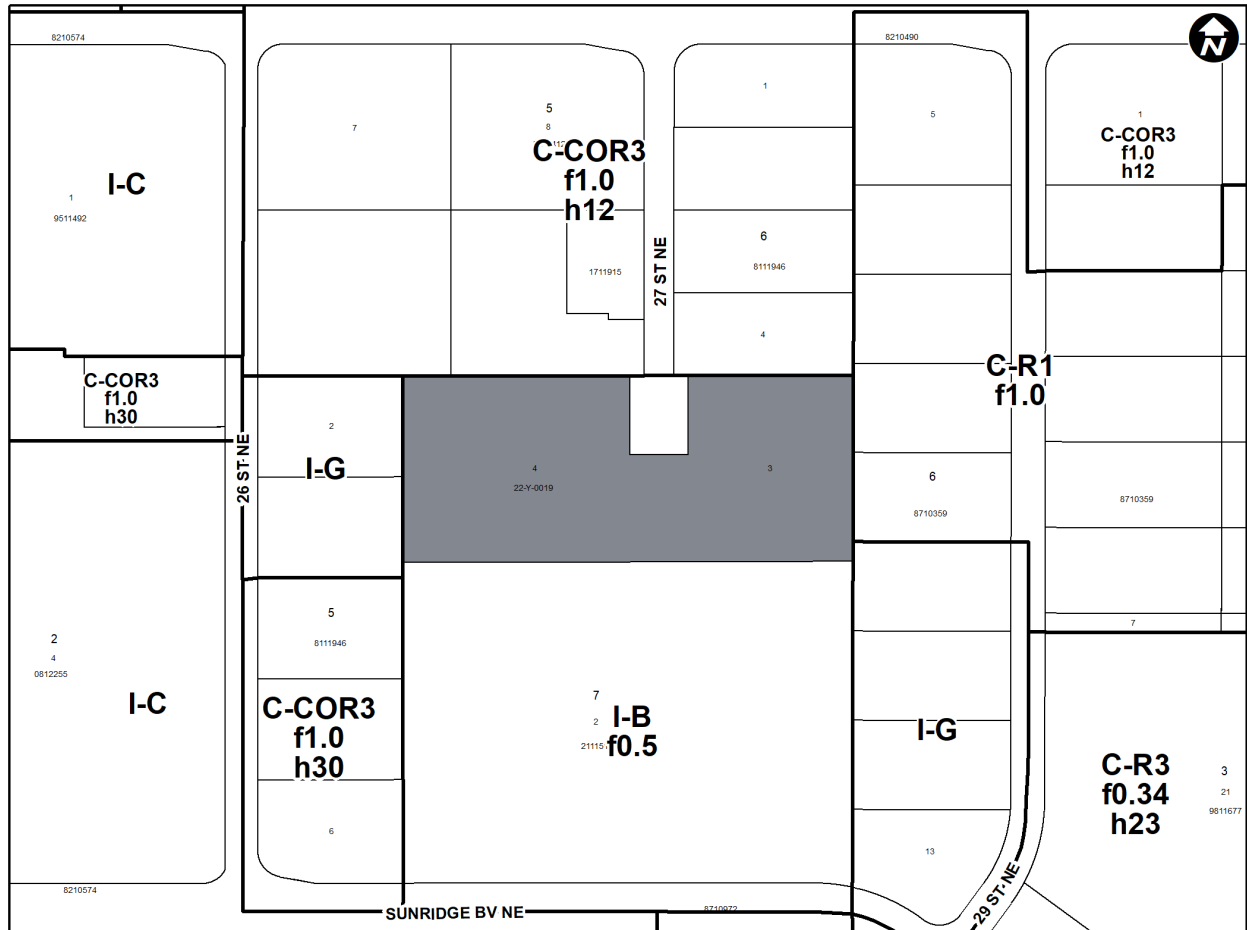 8210574
8210490
N
1
7
5
8
1
5
1
C-COR3
f1.0
h12
C-COR3
f1.0
h12
I-C
1
9511492
6
8111946
27 ST NE
1711915
4
C-R1
f1.0
C-COR3
f1.0
h30
2
I-G
26 ST NE
4
22-Y-0019
3
6
8710359
8710359
5
8111946
7
2
4
0812255
I-C
C-COR3
f1.0
h30
7
2
I-B
f0.5
I-G
C-R3
f0.34
h23
3
21
9811677
6
13
8210574
SUNRIDGE BV NE
8710972
29 ST NE